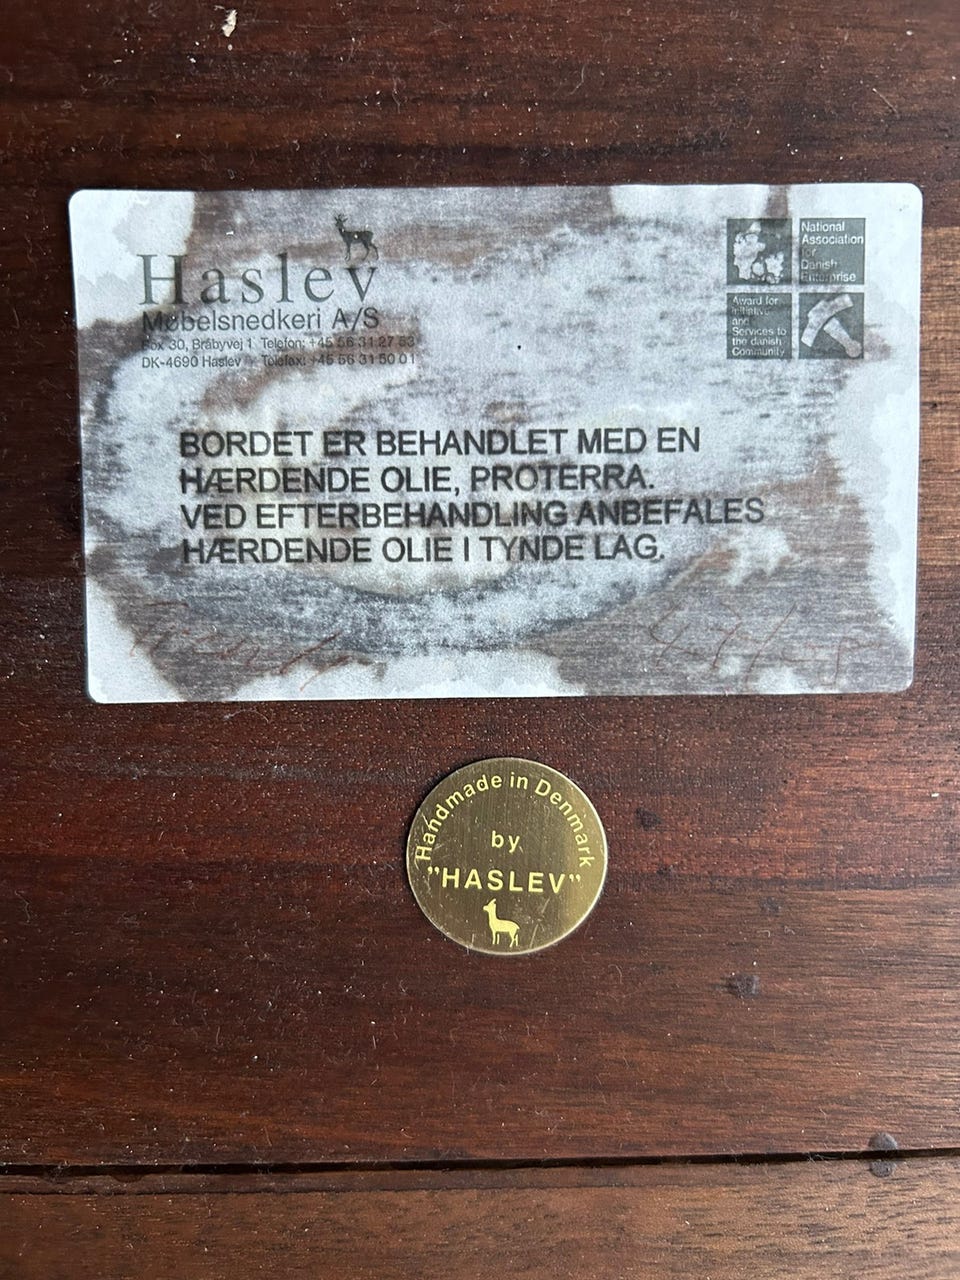 Haslev
Møbelsnedkeri A/S
Box 30, Bråbyvej 1 Telefon: +45 56 31 27 53
DK-4690 Haslev Telefax: +45 56 31 50 01
National
Association
for
Danish
Enterprise
Award for
Initiative
and
Services to
the danish
Community
BORDET ER BEHANDLET MED EN
HÆRDENDE OLIE, PROTERRA.
VED EFTERBEHANDLING ANBEFALES
HÆRDENDE OLIE I TYNDE LAG.
Handmade in Denmark
by
"HASLEV"